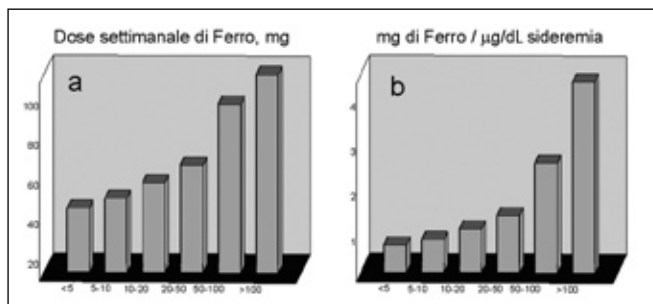 Dose settimanale di Ferro, mg
a
100
80
60
40
20
<5 5-10 10-20 20-50 50-100 >100
mg di Ferro / µg/dL sideremia
b
4
3
2
1
<5 5-10 10-20 20-50 50-100 >100